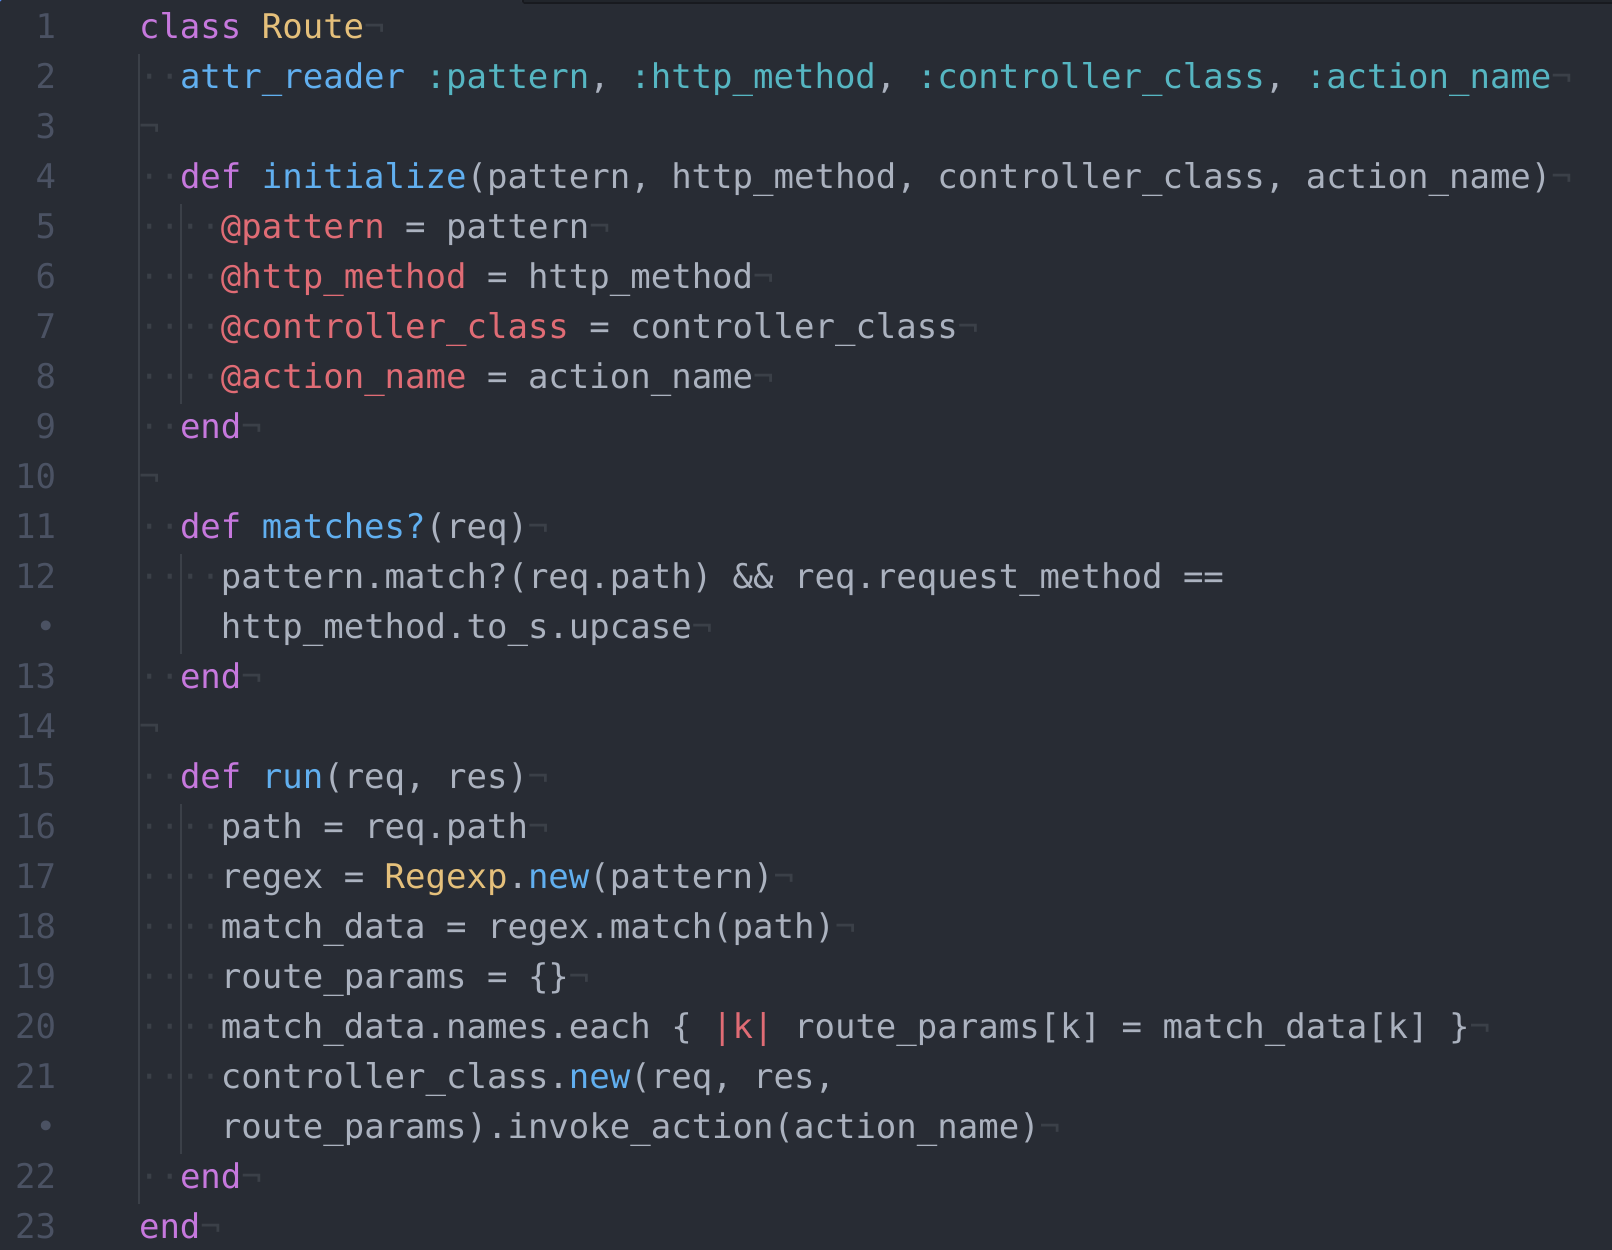 1 class Route¬
2 ··attr_reader :pattern, :http_method, :controller_class, :action_name¬
3 ¬
4 ··def initialize(pattern, http_method, controller_class, action_name)¬
5 ····@pattern = pattern¬
6 ····@http_method = http_method¬
7 ····@controller_class = controller_class¬
8 ····@action_name = action_name¬
9 ··end¬
10 ¬
11 ··def matches?(req)¬
12 ····pattern.match?(req.path) && req.request_method ==
• http_method.to_s.upcase¬
13 ··end¬
14 ¬
15 ··def run(req, res)¬
16 ····path = req.path¬
17 ····regex = Regexp.new(pattern)¬
18 ····match_data = regex.match(path)¬
19 ····route_params = {}¬
20 ····match_data.names.each { |k| route_params[k] = match_data[k] }¬
21 ····controller_class.new(req, res,
• route_params).invoke_action(action_name)¬
22 ··end¬
23 end¬